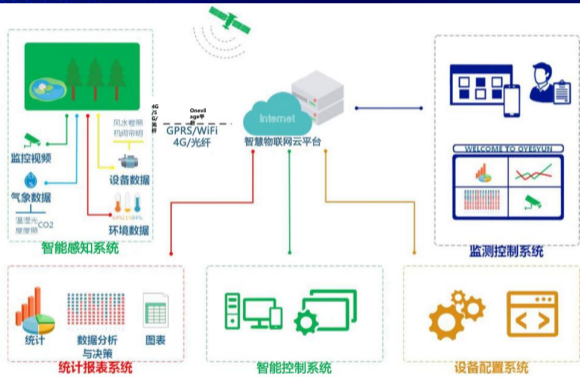 监控视频
气象数据
CO2
设备数据
环境数据
智能感知系统
GPRS/WiFi
4G/光纤
Internet
智慧物联网云平台
WELCOME TO OYESYUN
监测控制系统
统计
数据分析
与决策
图表
统计报表系统
智能控制系统
设备配置系统